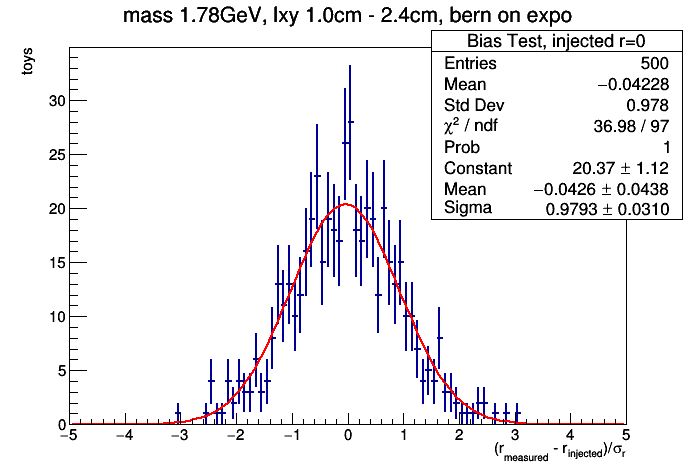 mass 1.78GeV, lxy 1.0cm - 2.4cm, bern on expo
Bias Test, injected r=0
Entries 500
Mean −0.04228
Std Dev 0.978
χ² / ndf 36.98 / 97
Prob 1
Constant 20.37 ± 1.12
Mean −0.0426 ± 0.0438
Sigma 0.9793 ± 0.0310
toys
30
25
20
15
10
5
0
−5 −4 −3 −2 −1 0 1 2 3 4 5
(r_measured - r_injected)/σ_r